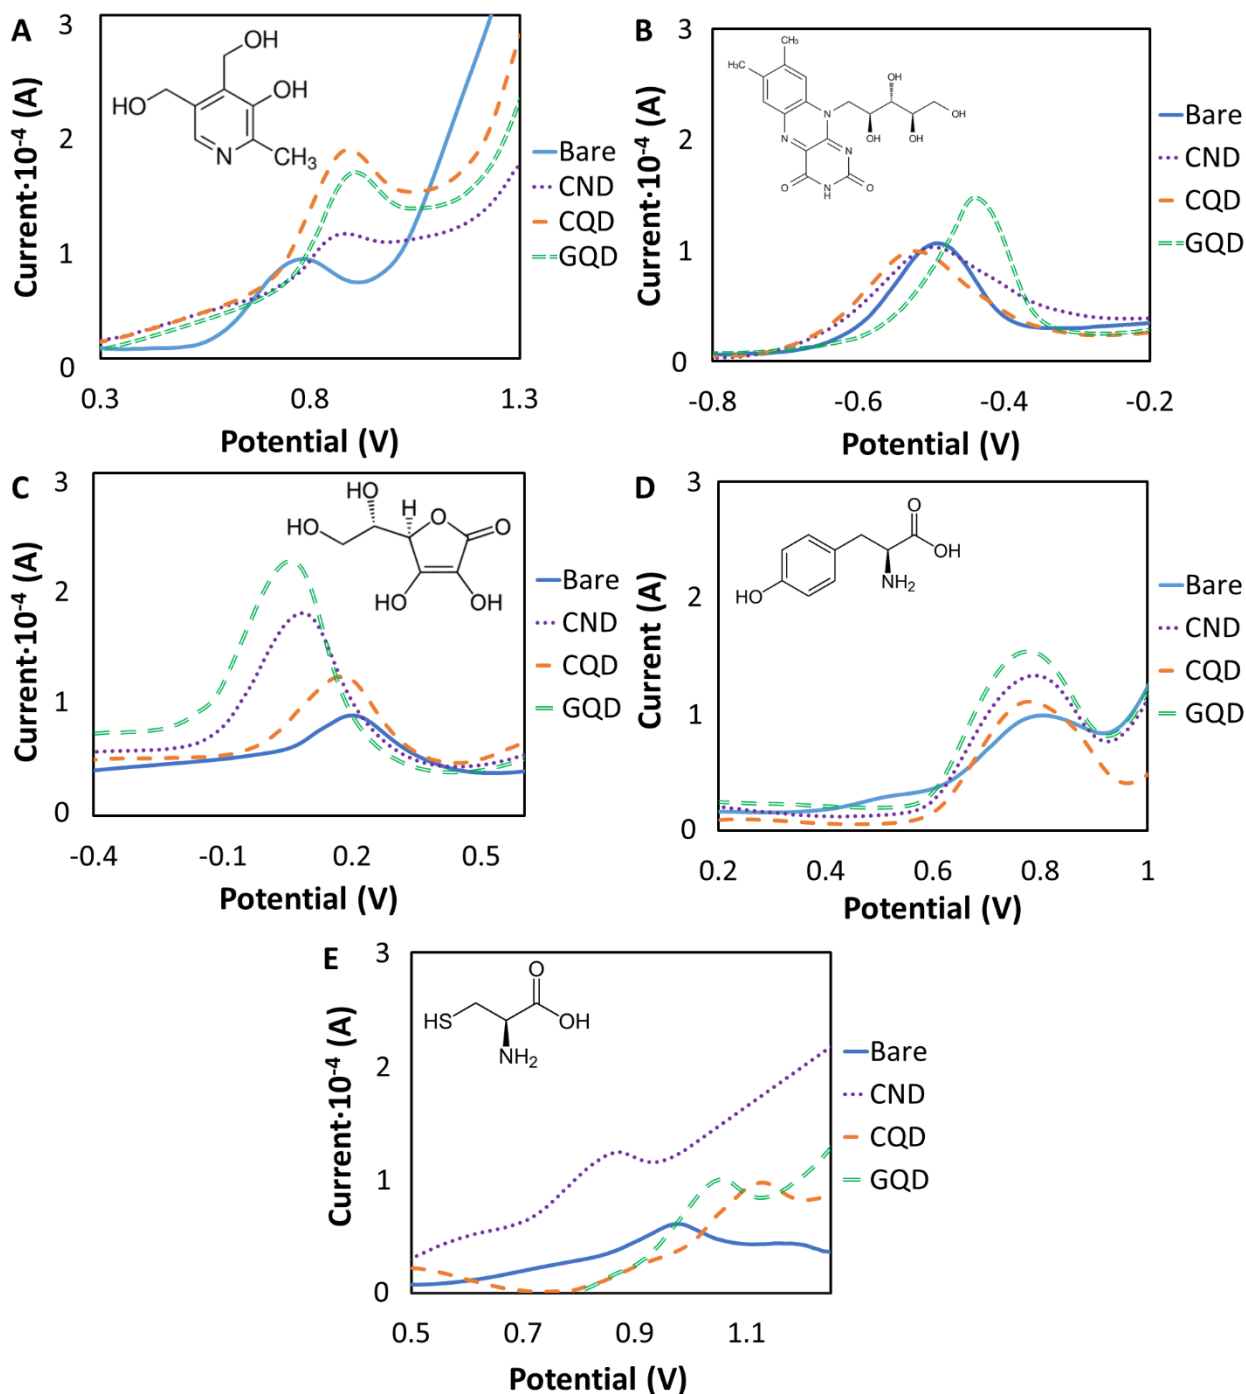 A
3
2
1
0
Current·10⁻⁴ (A)
0.3 0.8 1.3
Potential (V)
OH
HO
OH
N
CH₃
Bare
CND
CQD
GQD
B
3
2
1
0
Current·10⁻⁴ (A)
-0.8 -0.6 -0.4 -0.2
Potential (V)
CH₃
H₃C
OH OH
N
OH
OH OH
N N
O N O
H
Bare
CND
CQD
GQD
C
3
2
1
0
Current·10⁻⁴ (A)
-0.4 -0.1 0.2 0.5
Potential (V)
HO
H
O
O
HO
HO OH
Bare
CND
CQD
GQD
D
3
2
1
0
Current (A)
0.2 0.4 0.6 0.8 1
Potential (V)
O
OH
NH₂
HO
Bare
CND
CQD
GQD
E
3
2
1
0
Current·10⁻⁴ (A)
0.5 0.7 0.9 1.1
Potential (V)
O
HS
OH
NH₂
Bare
CND
CQD
GQD